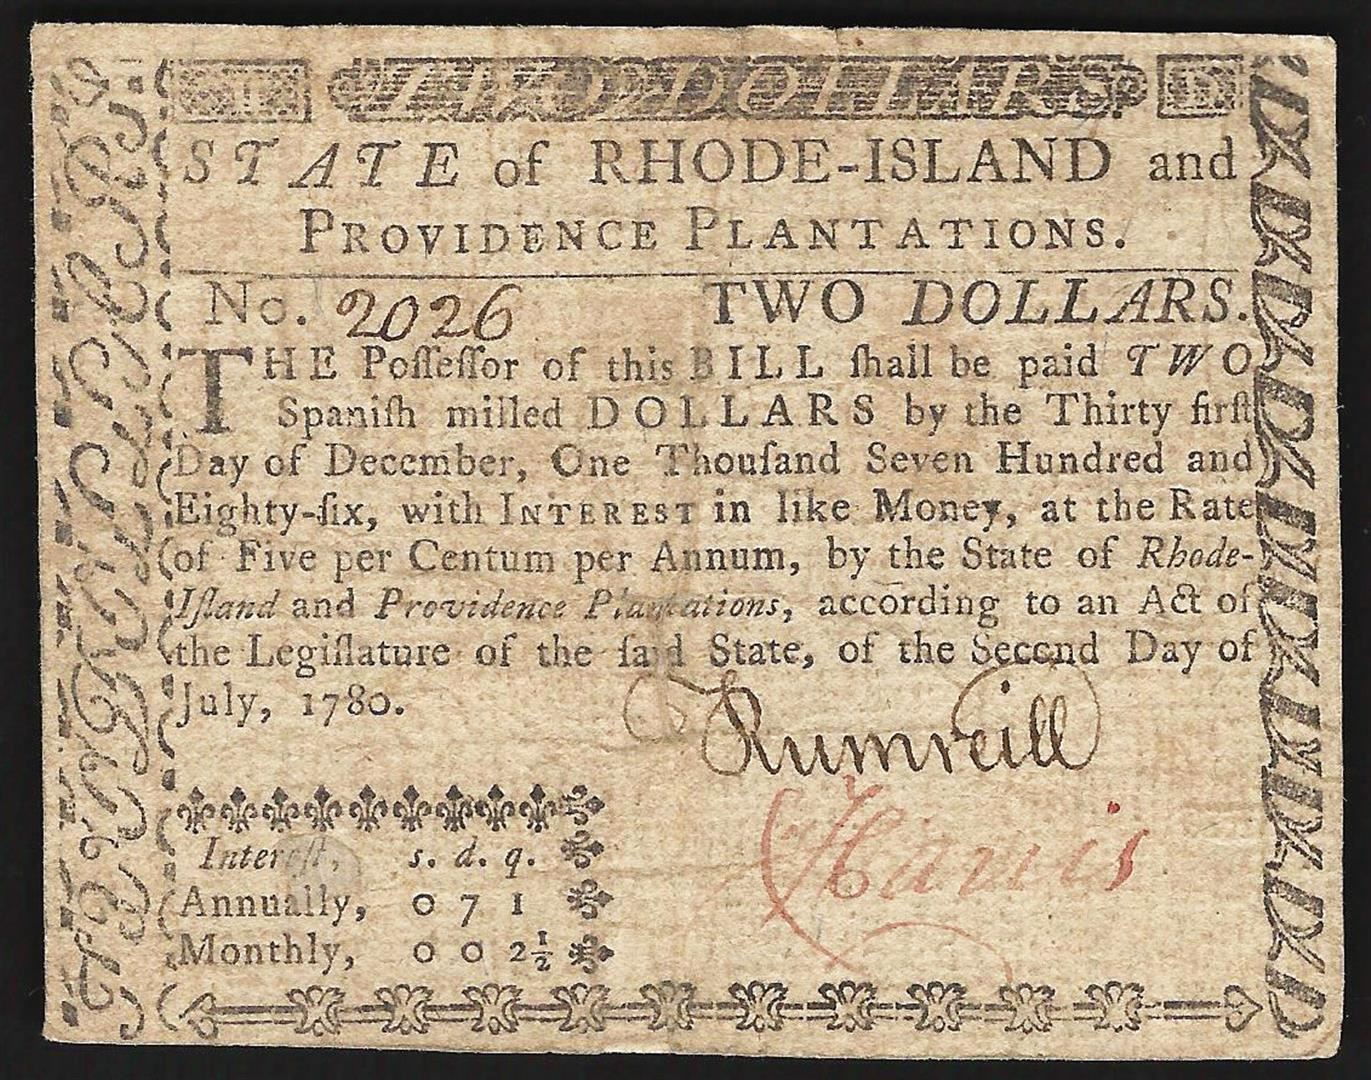 II TWO DOLLARS. II
STATE of RHODE-ISLAND and
PROVIDENCE PLANTATIONS.
No. 2026 TWO DOLLARS.
THE Poſſeſſor of this BILL ſhall be paid TWO
Spaniſh milled DOLLARS by the Thirty firſt
Day of December, One Thouſand Seven Hundred and
Eighty-ſix, with INTEREST in like Money, at the Rate
of Five per Centum per Annum, by the State of Rhode-
Iſland and Providence Plantations, according to an Act of
the Legiſlature of the ſaid State, of the Second Day of
July, 1780.
Rumreill
Harris
Intereſt, s. d. q.
Annually, 0 7 1
Monthly, 0 0 2½